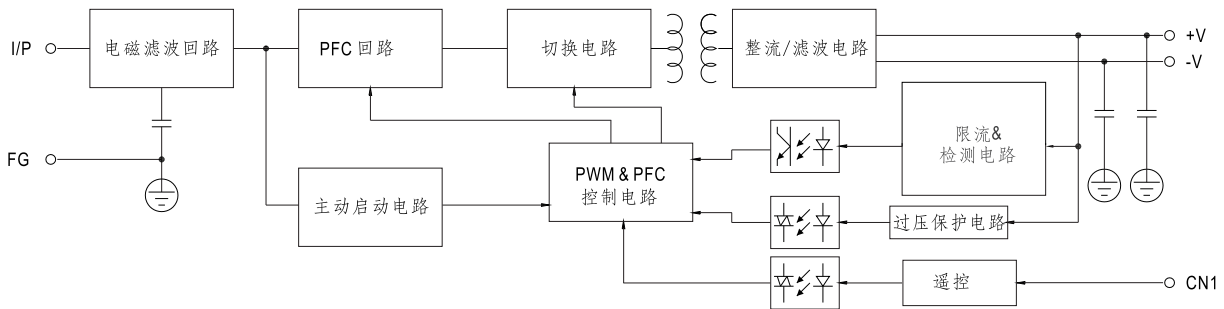 I/P
电磁滤波回路
PFC 回路
切换电路
整流/滤波电路
+V
-V
FG
主动启动电路
PWM & PFC
控制电路
限流&
检测电路
过压保护电路
遥控
CN1